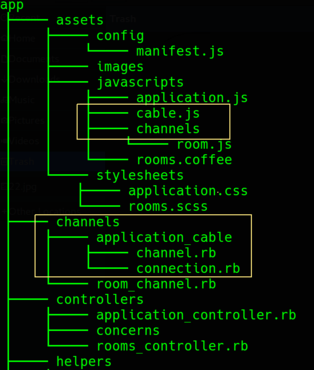 app
assets
config
manifest.js
images
javascripts
application.js
cable.js
channels
room.js
rooms.coffee
stylesheets
application.css
rooms.scss
channels
application_cable
channel.rb
connection.rb
room_channel.rb
controllers
application_controller.rb
concerns
rooms_controller.rb
helpers